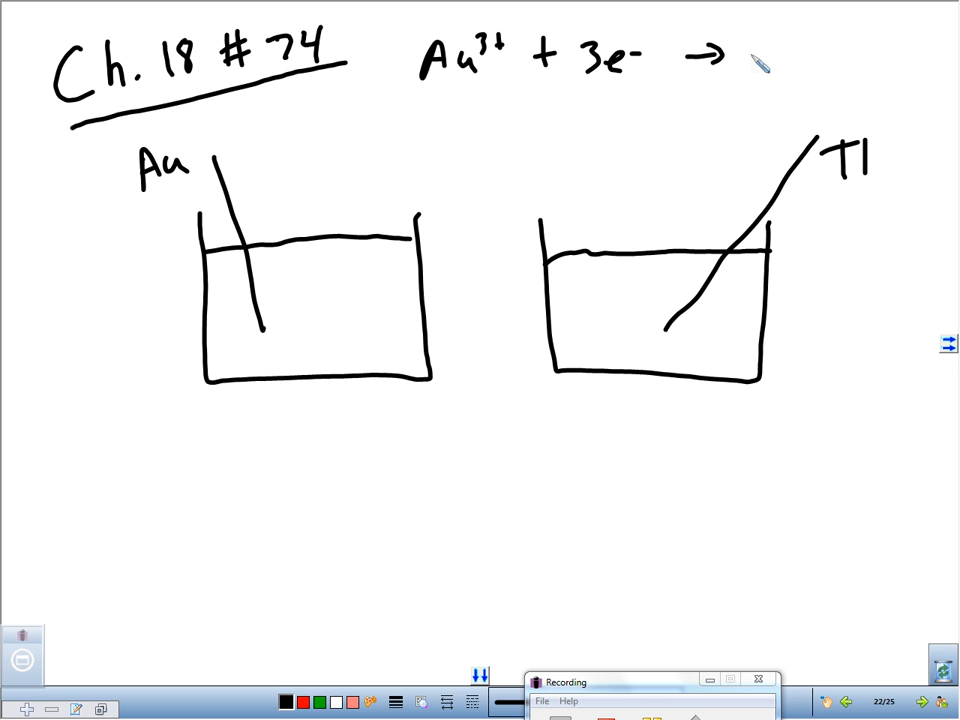 Ch. 18 # 74
Au³⁺ + 3e⁻ →
Au
Tl
Recording
File Help
22/25